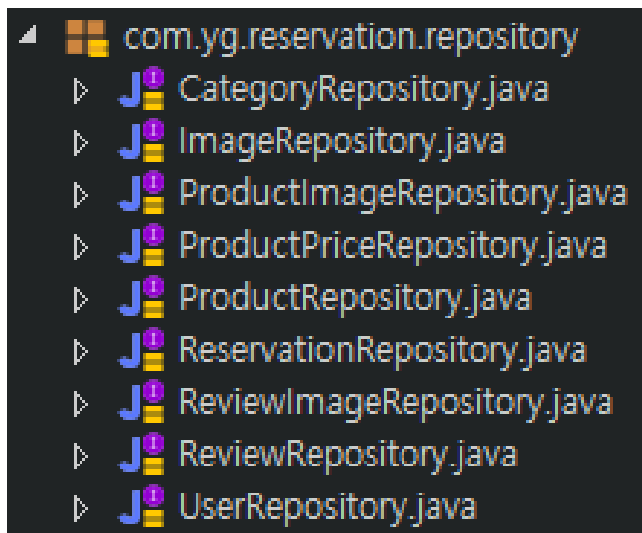 com.yg.reservation.repository
CategoryRepository.java
ImageRepository.java
ProductImageRepository.java
ProductPriceRepository.java
ProductRepository.java
ReservationRepository.java
ReviewImageRepository.java
ReviewRepository.java
UserRepository.java